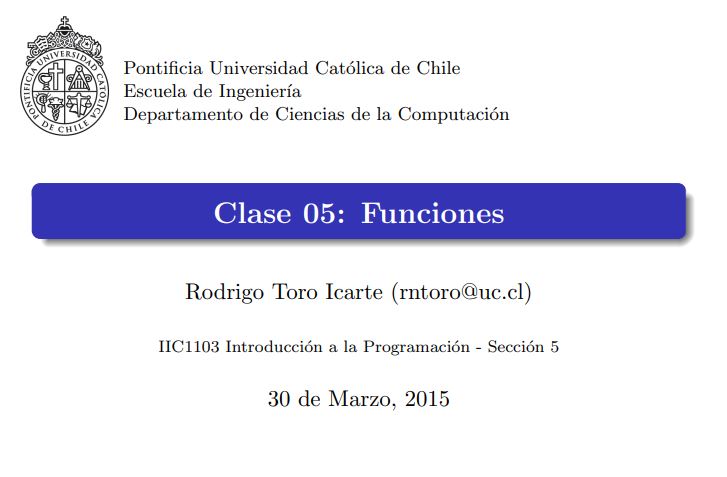 PONTIFICIA UNIVERSIDAD CATOLICA
DE CHILE
Pontificia Universidad Católica de Chile
Escuela de Ingeniería
Departamento de Ciencias de la Computación
Clase 05: Funciones
Rodrigo Toro Icarte (rntoro@uc.cl)
IIC1103 Introducción a la Programación - Sección 5
30 de Marzo, 2015